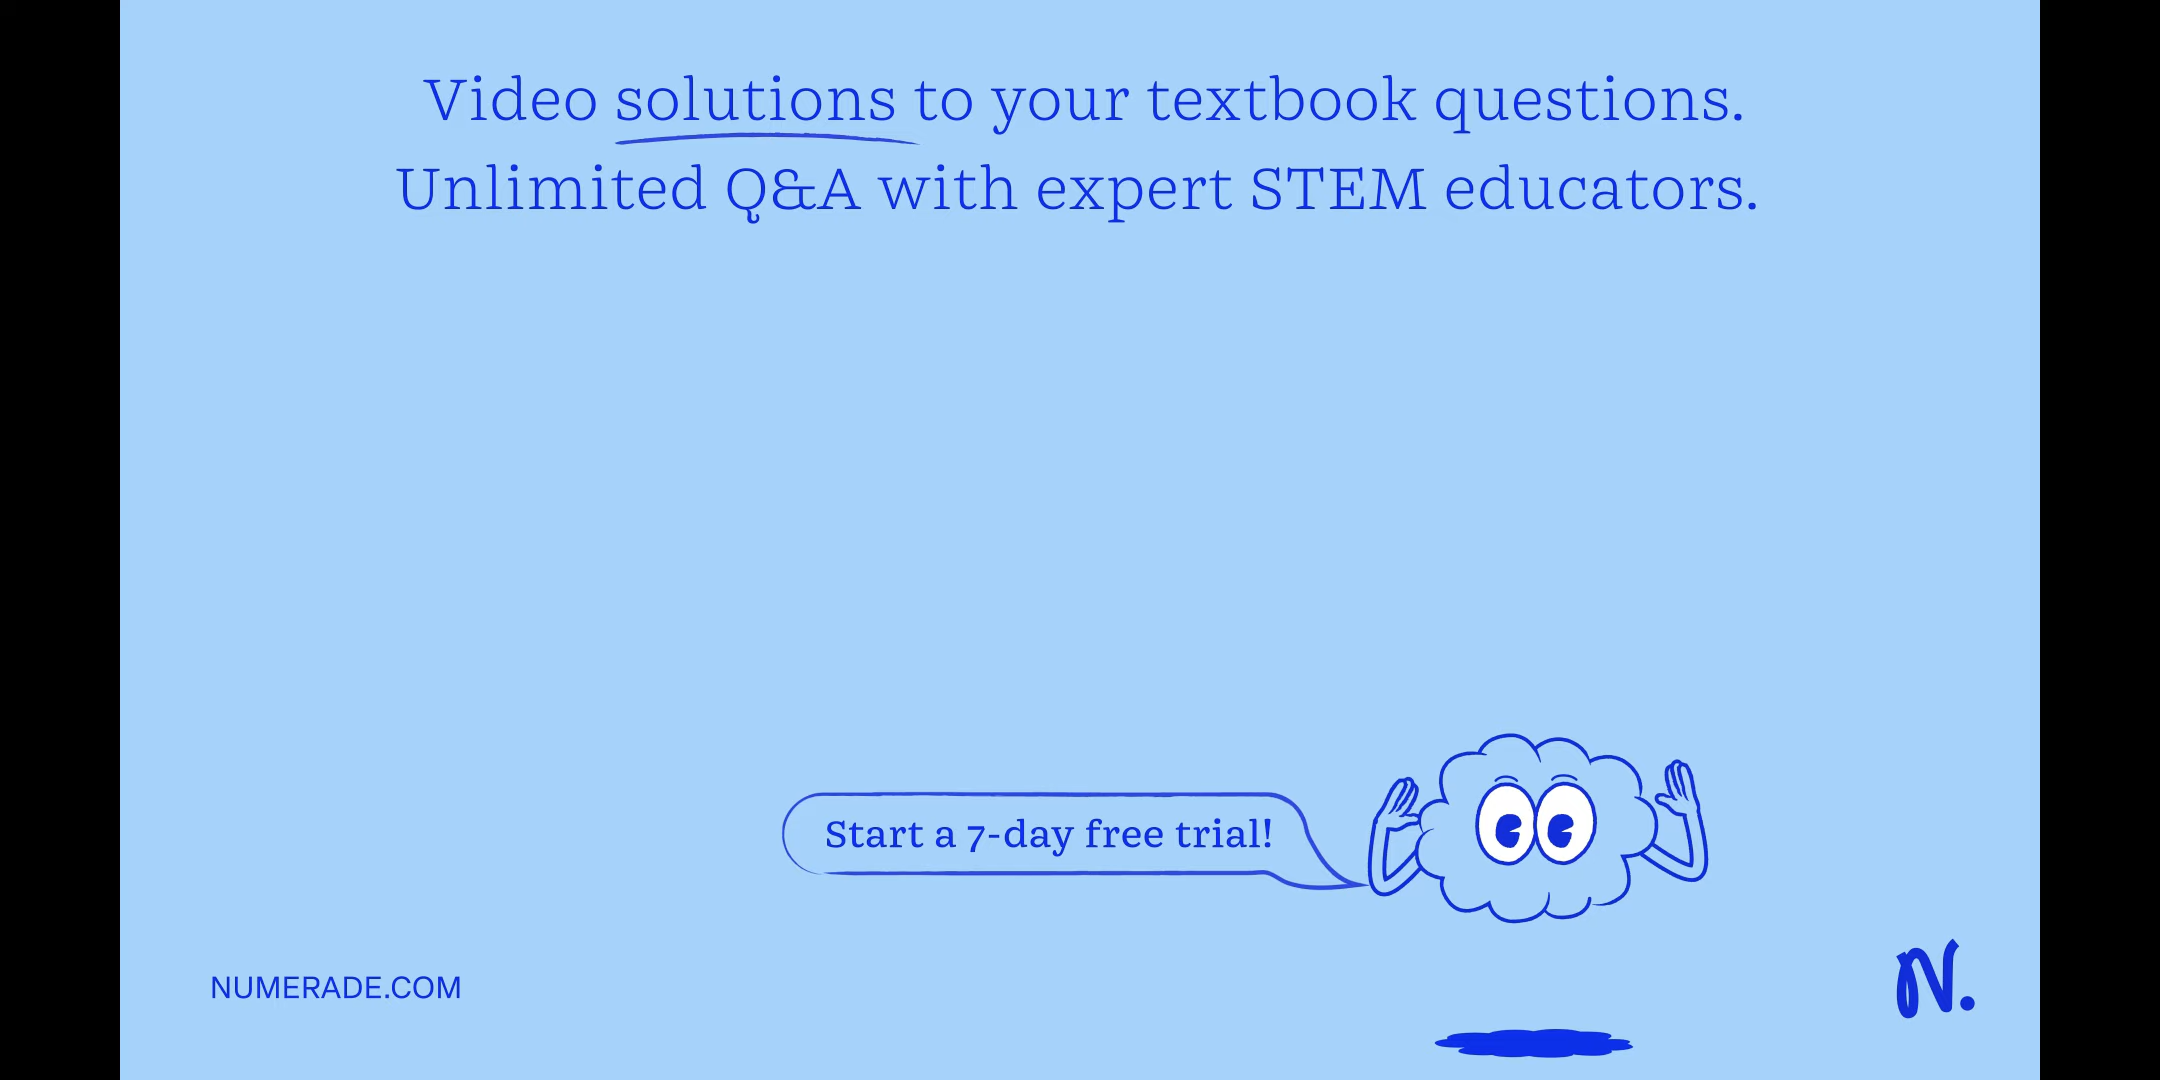 Video solutions to your textbook questions.
Unlimited Q&A with expert STEM educators.
Start a 7-day free trial!
NUMERADE.COM
N.